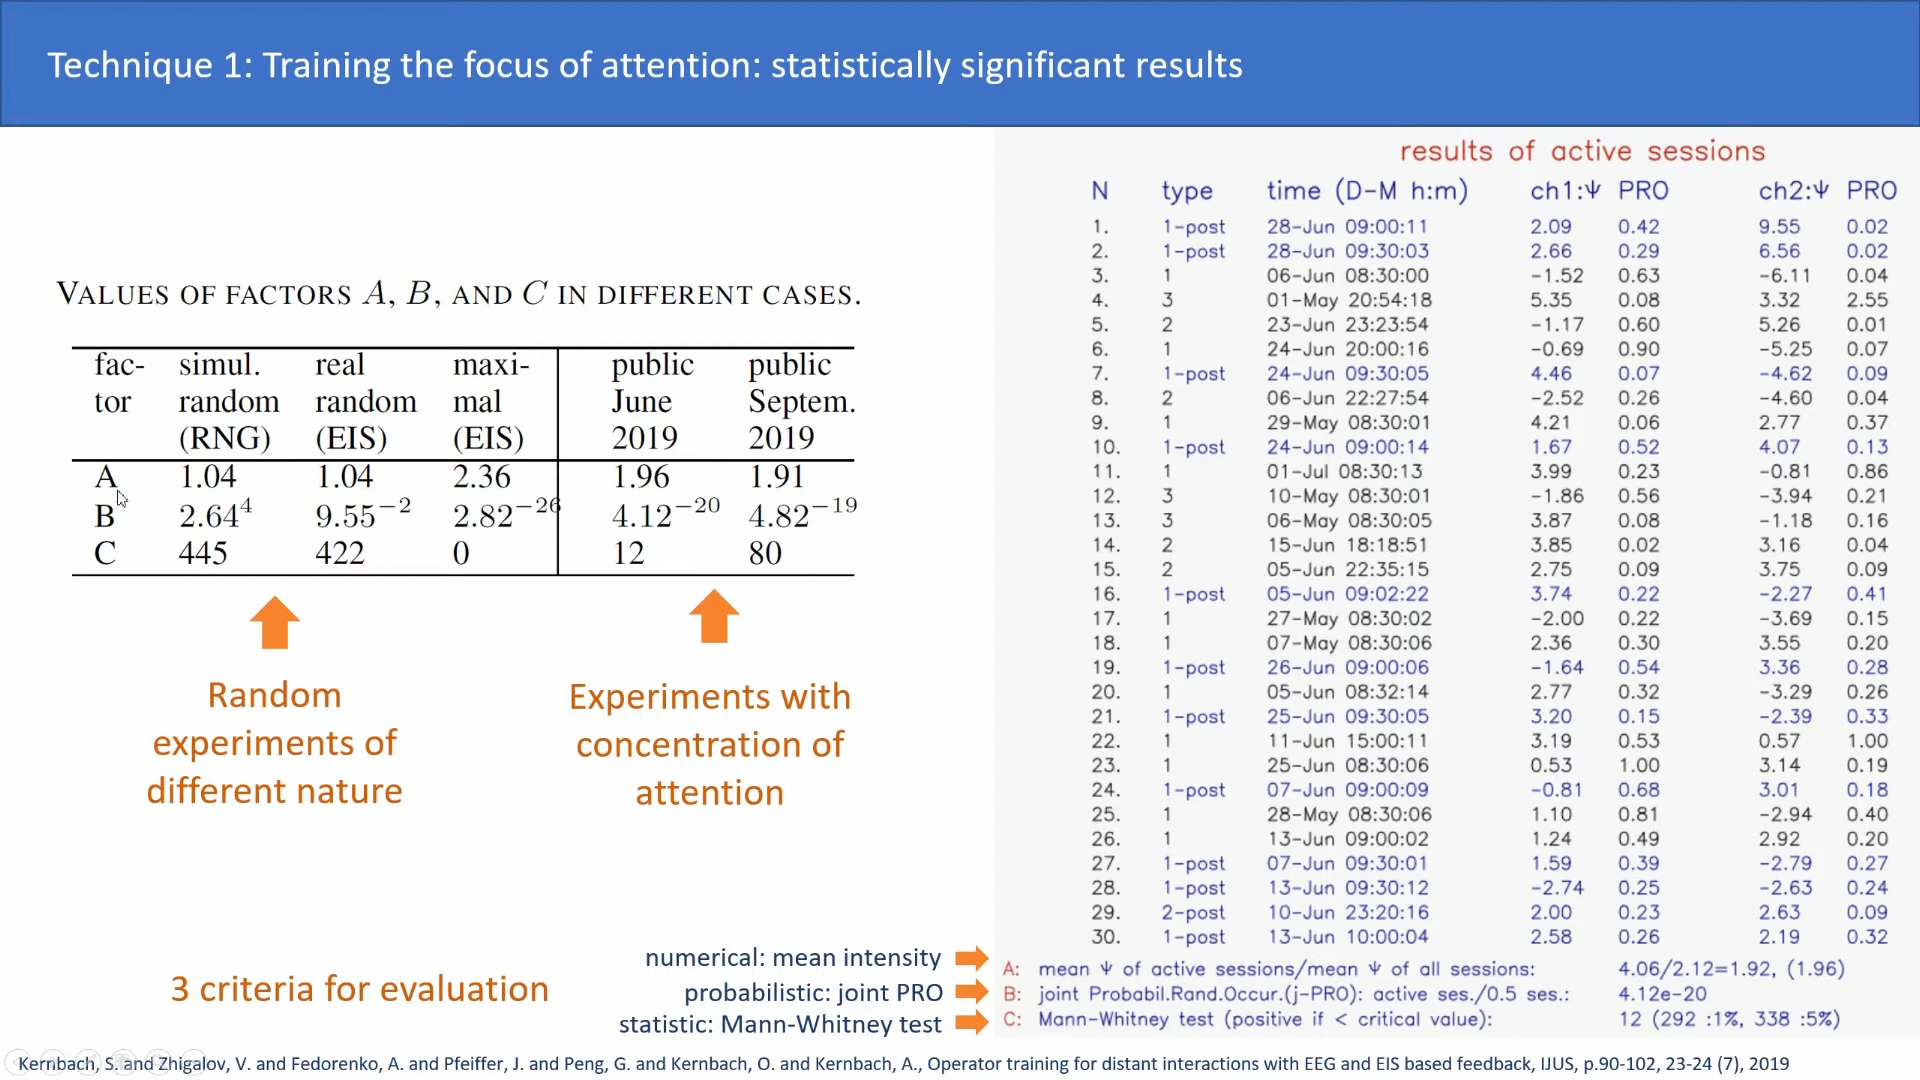 Technique 1: Training the focus of attention: statistically significant results
VALUES OF FACTORS A, B, AND C IN DIFFERENT CASES.
fac- simul. real maxi- public public
tor random random mal June Septem.
(RNG) (EIS) (EIS) 2019 2019
A 1.04 1.04 2.36 1.96 1.91
B 2.64⁴ 9.55⁻² 2.82⁻²⁶ 4.12⁻²⁰ 4.82⁻¹⁹
C 445 422 0 12 80
Random
experiments of
different nature
Experiments with
concentration of
attention
3 criteria for evaluation
numerical: mean intensity
probabilistic: joint PRO
statistic: Mann-Whitney test
results of active sessions
N type time (D-M h:m) ch1:Ψ PRO ch2:Ψ PRO
1. 1-post 28-Jun 09:00:11 2.09 0.42 9.55 0.02
2. 1-post 28-Jun 09:30:03 2.66 0.29 6.56 0.02
3. 1 06-Jun 08:30:00 -1.52 0.63 -6.11 0.04
4. 3 01-May 20:54:18 5.35 0.08 3.32 2.55
5. 2 23-Jun 23:23:54 -1.17 0.60 5.26 0.01
6. 1 24-Jun 20:00:16 -0.69 0.90 -5.25 0.07
7. 1-post 24-Jun 09:30:05 4.46 0.07 -4.62 0.09
8. 2 06-Jun 22:27:54 -2.52 0.26 -4.60 0.04
9. 1 29-May 08:30:01 4.21 0.06 2.77 0.37
10. 1-post 24-Jun 09:00:14 1.67 0.52 4.07 0.13
11. 1 01-Jul 08:30:13 3.99 0.23 -0.81 0.86
12. 3 10-May 08:30:01 -1.86 0.56 -3.94 0.21
13. 3 06-May 08:30:05 3.87 0.08 -1.18 0.16
14. 2 15-Jun 18:18:51 3.85 0.02 3.16 0.04
15. 2 05-Jun 22:35:15 2.75 0.09 3.75 0.09
16. 1-post 05-Jun 09:02:22 3.74 0.22 -2.27 0.41
17. 1 27-May 08:30:02 -2.00 0.22 -3.69 0.15
18. 1 07-May 08:30:06 2.36 0.30 3.55 0.20
19. 1-post 26-Jun 09:00:06 -1.64 0.54 3.36 0.28
20. 1 05-Jun 08:32:14 2.77 0.32 -3.29 0.26
21. 1-post 25-Jun 09:30:05 3.20 0.15 -2.39 0.33
22. 1 11-Jun 15:00:11 3.19 0.53 0.57 1.00
23. 1 25-Jun 08:30:06 0.53 1.00 3.14 0.19
24. 1-post 07-Jun 09:00:09 -0.81 0.68 3.01 0.18
25. 1 28-May 08:30:06 1.10 0.81 -2.94 0.40
26. 1 13-Jun 09:00:02 1.24 0.49 2.92 0.20
27. 1-post 07-Jun 09:30:01 1.59 0.39 -2.79 0.27
28. 1-post 13-Jun 09:30:12 -2.74 0.25 -2.63 0.24
29. 2-post 10-Jun 23:20:16 2.00 0.23 2.63 0.09
30. 1-post 13-Jun 10:00:04 2.58 0.26 2.19 0.32
A: mean Ψ of active sessions/mean Ψ of all sessions: 4.06/2.12=1.92, (1.96)
B: joint Probabil.Rand.Occur.(j-PRO): active ses./0.5 ses.: 4.12e-20
C: Mann-Whitney test (positive if < critical value): 12 (292 :1%, 338 :5%)
Kernbach, S. and Zhigalov, V. and Fedorenko, A. and Pfeiffer, J. and Peng, G. and Kernbach, O. and Kernbach, A., Operator training for distant interactions with EEG and EIS based feedback, IJUS, p.90-102, 23-24 (7), 2019